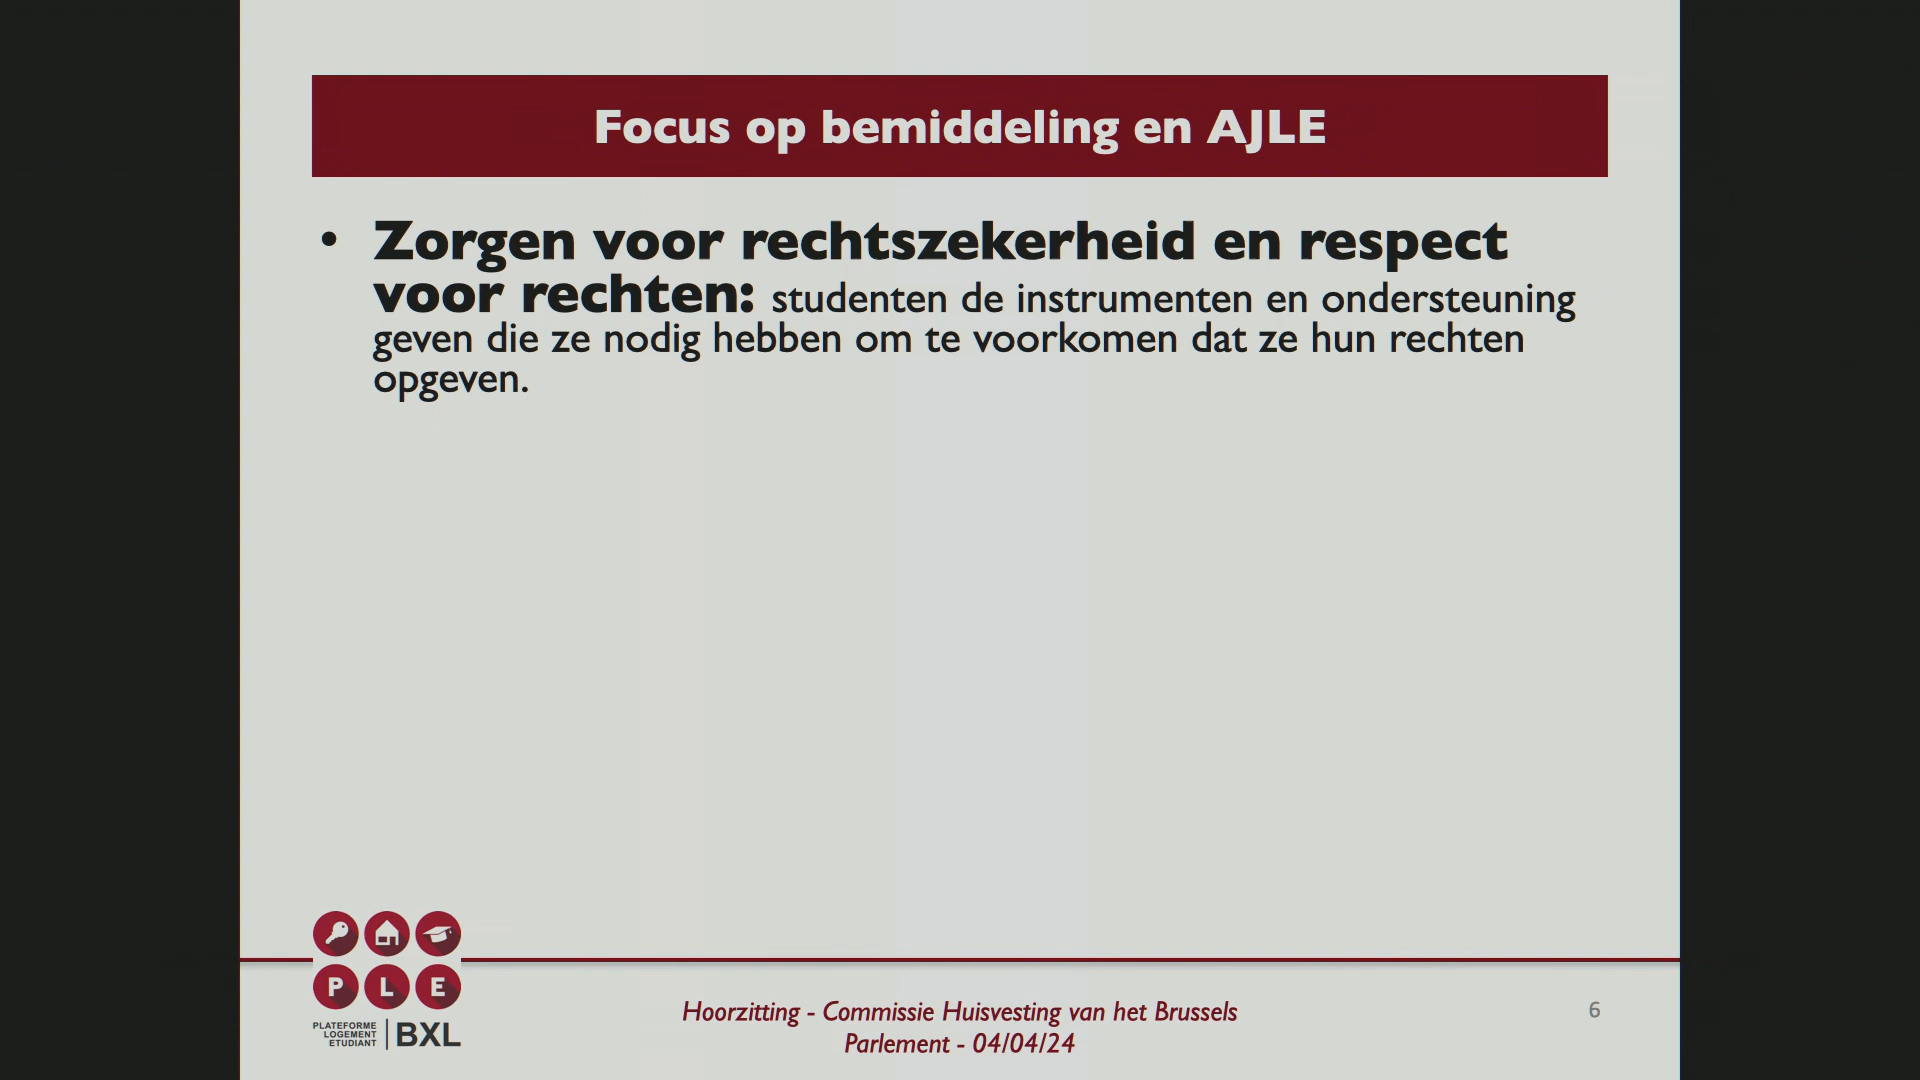 Focus op bemiddeling en AJLE
• Zorgen voor rechtszekerheid en respect
voor rechten: studenten de instrumenten en ondersteuning
geven die ze nodig hebben om te voorkomen dat ze hun rechten
opgeven.
P L E
PLATEFORME
LOGEMENT
ETUDIANT
BXL
Hoorzitting - Commissie Huisvesting van het Brussels
Parlement - 04/04/24
6